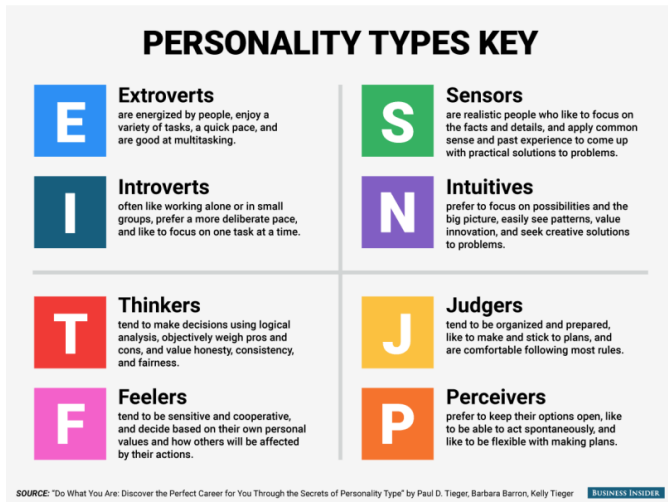 PERSONALITY TYPES KEY
E
Extroverts
are energized by people, enjoy a
variety of tasks, a quick pace, and
are good at multitasking.
I
Introverts
often like working alone or in small
groups, prefer a more deliberate pace,
and like to focus on one task at a time.
S
Sensors
are realistic people who like to focus on
the facts and details, and apply common
sense and past experience to come up
with practical solutions to problems.
N
Intuitives
prefer to focus on possibilities and the
big picture, easily see patterns, value
innovation, and seek creative solutions
to problems.
T
Thinkers
tend to make decisions using logical
analysis, objectively weigh pros and
cons, and value honesty, consistency,
and fairness.
F
Feelers
tend to be sensitive and cooperative,
and decide based on their own personal
values and how others will be affected
by their actions.
J
Judgers
tend to be organized and prepared,
like to make and stick to plans, and
are comfortable following most rules.
P
Perceivers
prefer to keep their options open, like
to be able to act spontaneously, and
like to be flexible with making plans.
SOURCE: "Do What You Are: Discover the Perfect Career for You Through the Secrets of Personality Type" by Paul D. Tieger, Barbara Barron, Kelly Tieger
BUSINESS INSIDER